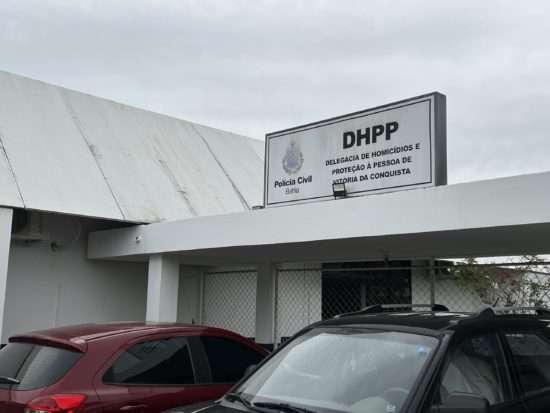 DHPP
DELEGACIA DE HOMICÍDIOS E
PROTEÇÃO À PESSOA DE
VITÓRIA DA CONQUISTA
Polícia Civil
Bahia